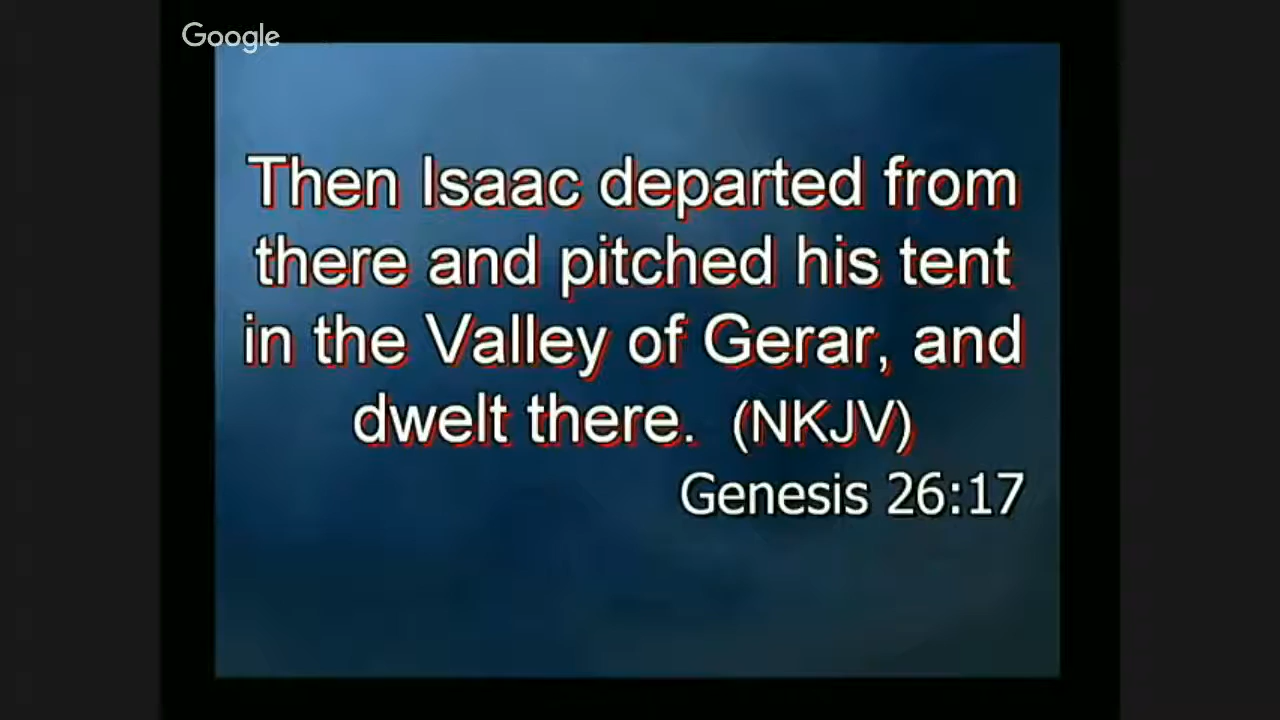 Google
Then Isaac departed from
there and pitched his tent
in the Valley of Gerar, and
dwelt there. (NKJV)
Genesis 26:17